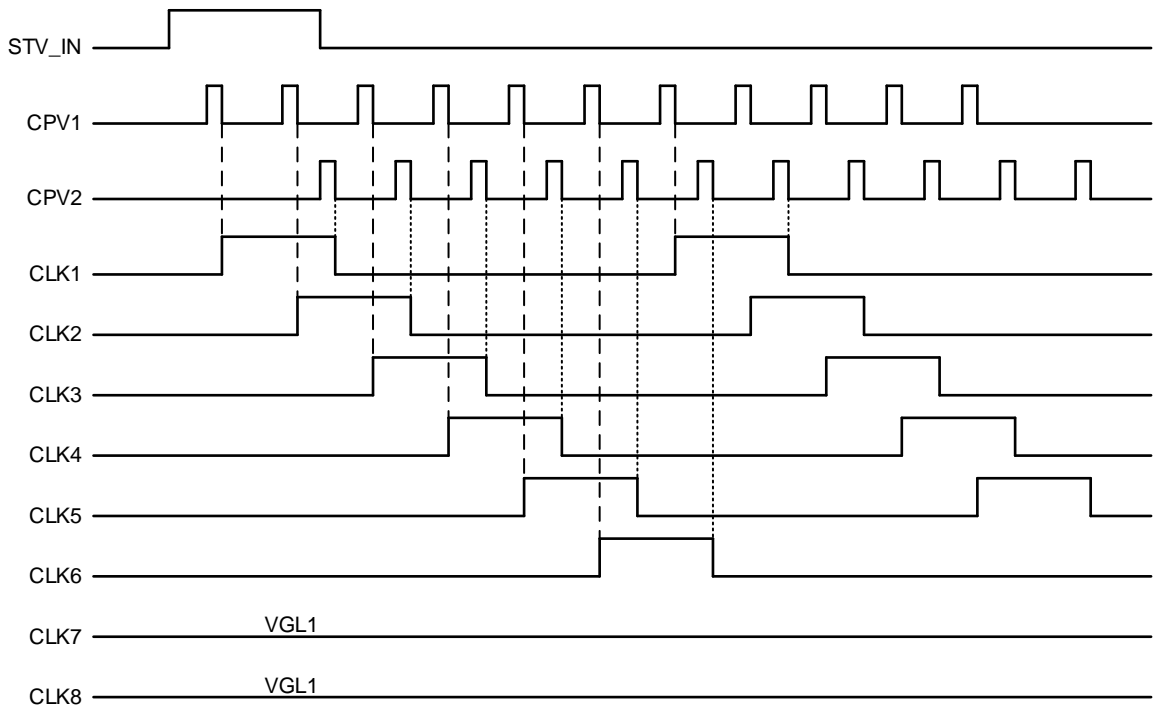 STV_IN
CPV1
CPV2
CLK1
CLK2
CLK3
CLK4
CLK5
CLK6
CLK7 VGL1
CLK8 VGL1